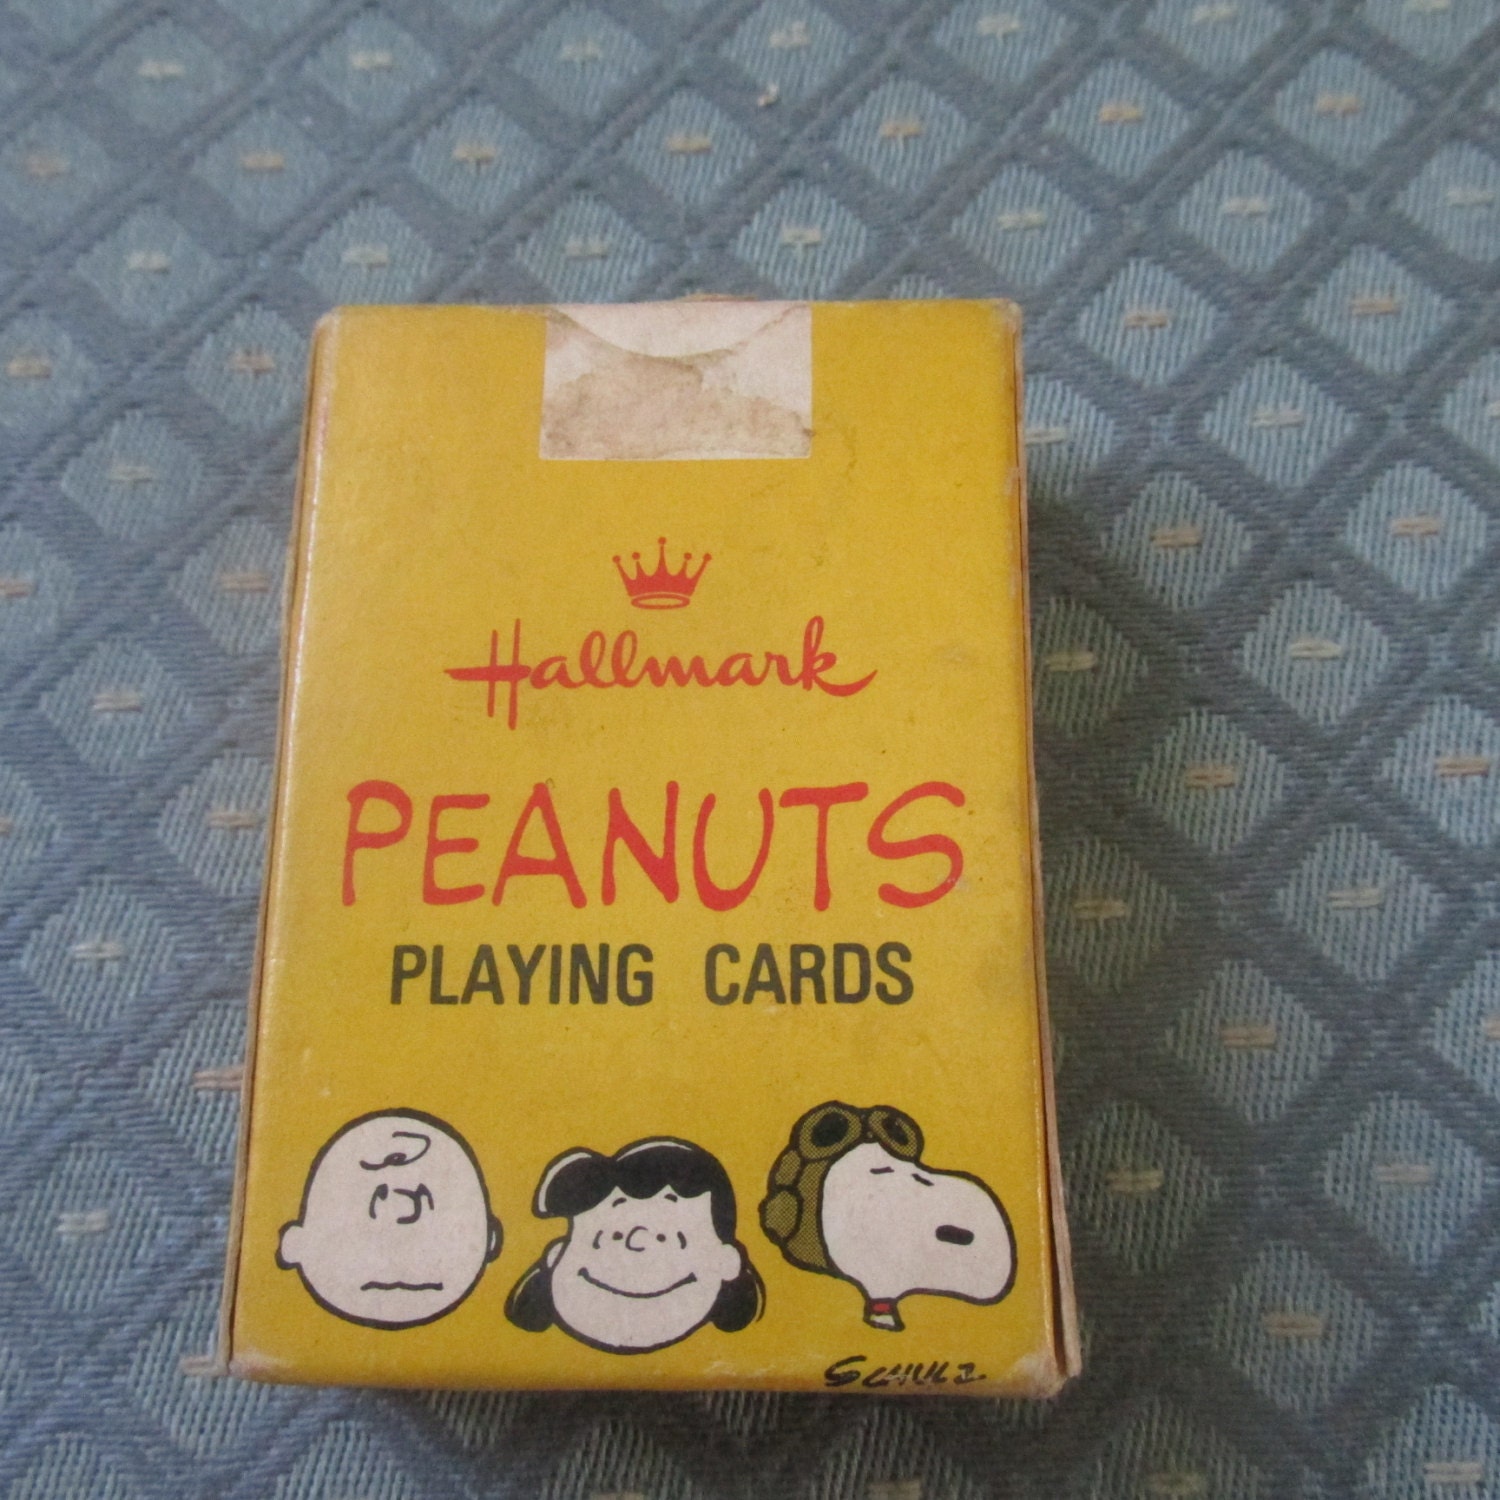 Hallmark
PEANUTS
PLAYING CARDS
SCHULZ